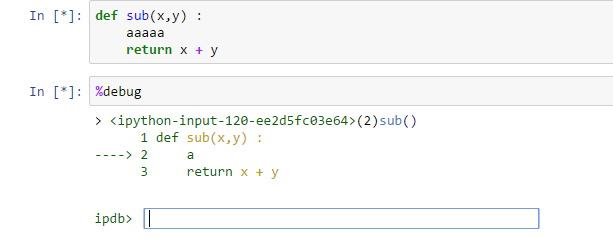 In [*]: def sub(x,y) :
aaaaa
return x + y
In [*]: %debug
> <ipython-input-120-ee2d5fc03e64>(2)sub()
1 def sub(x,y) :
----> 2     a
3     return x + y
ipdb>